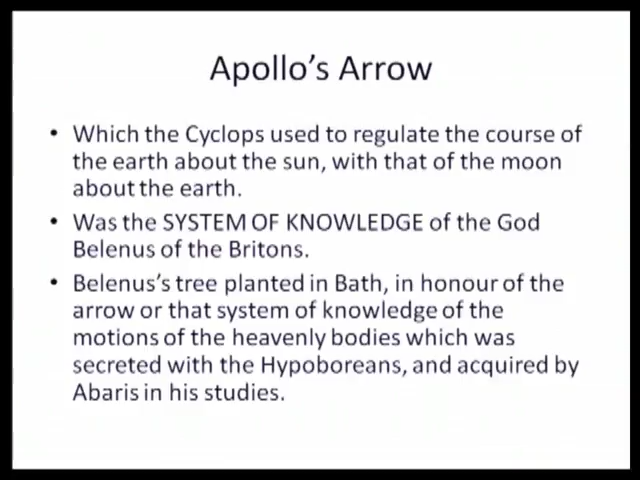 Apollo's Arrow
• Which the Cyclops used to regulate the course of
the earth about the sun, with that of the moon
about the earth.
• Was the SYSTEM OF KNOWLEDGE of the God
Belenus of the Britons.
• Belenus's tree planted in Bath, in honour of the
arrow or that system of knowledge of the
motions of the heavenly bodies which was
secreted with the Hypoboreans, and acquired by
Abaris in his studies.